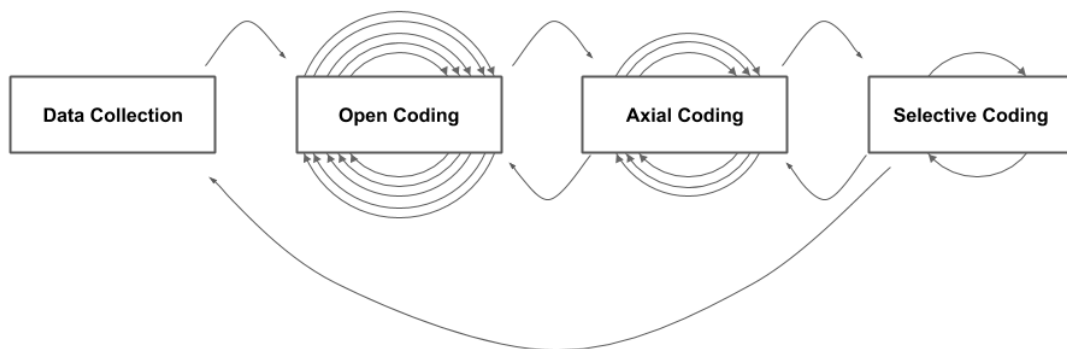 Data Collection
Open Coding
Axial Coding
Selective Coding